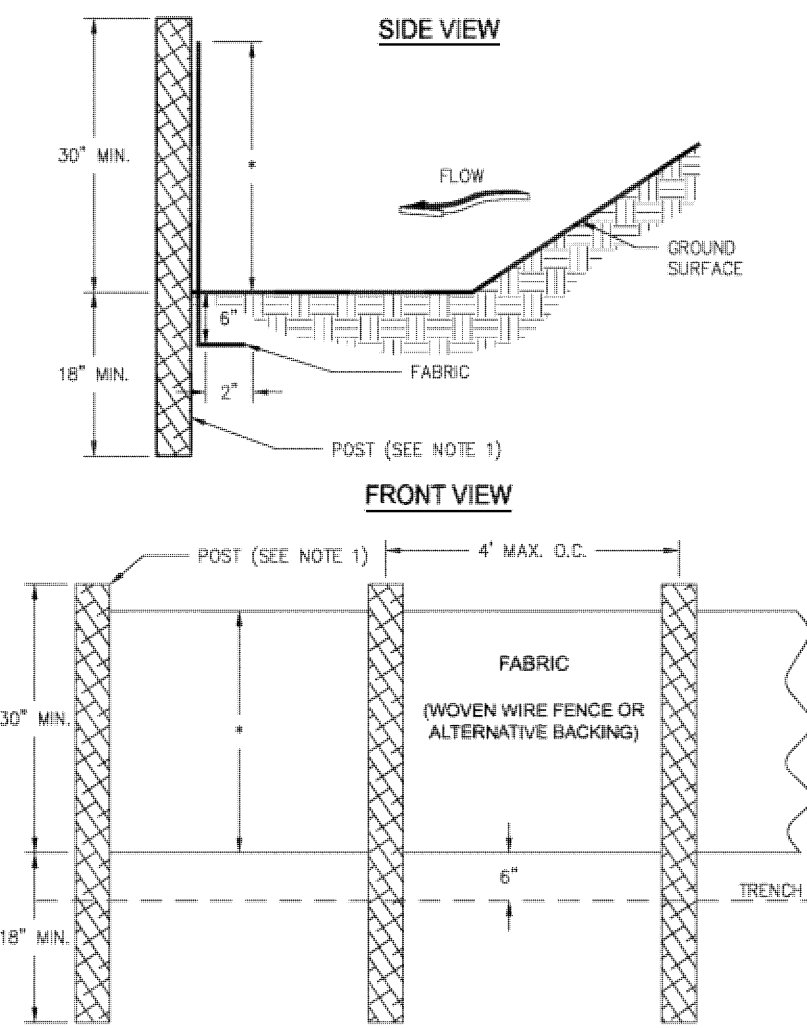 SIDE VIEW
30" MIN.
*
FLOW
GROUND
SURFACE
6"
18" MIN.
2"
FABRIC
POST (SEE NOTE 1)
FRONT VIEW
POST (SEE NOTE 1)
4' MAX. O.C.
FABRIC
30" MIN.
*
(WOVEN WIRE FENCE OR
ALTERNATIVE BACKING)
6"
TRENCH
18" MIN.